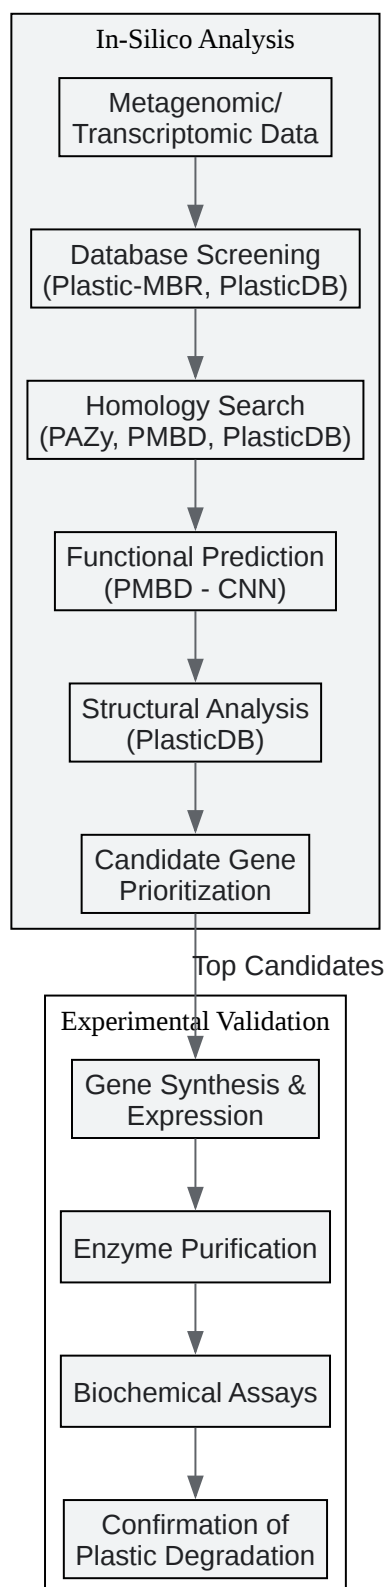 In-Silico Analysis
Metagenomic/
Transcriptomic Data
Database Screening
(Plastic-MBR, PlasticDB)
Homology Search
(PAZy, PMBD, PlasticDB)
Functional Prediction
(PMBD - CNN)
Structural Analysis
(PlasticDB)
Candidate Gene
Prioritization
Top Candidates
Experimental Validation
Gene Synthesis &
Expression
Enzyme Purification
Biochemical Assays
Confirmation of
Plastic Degradation